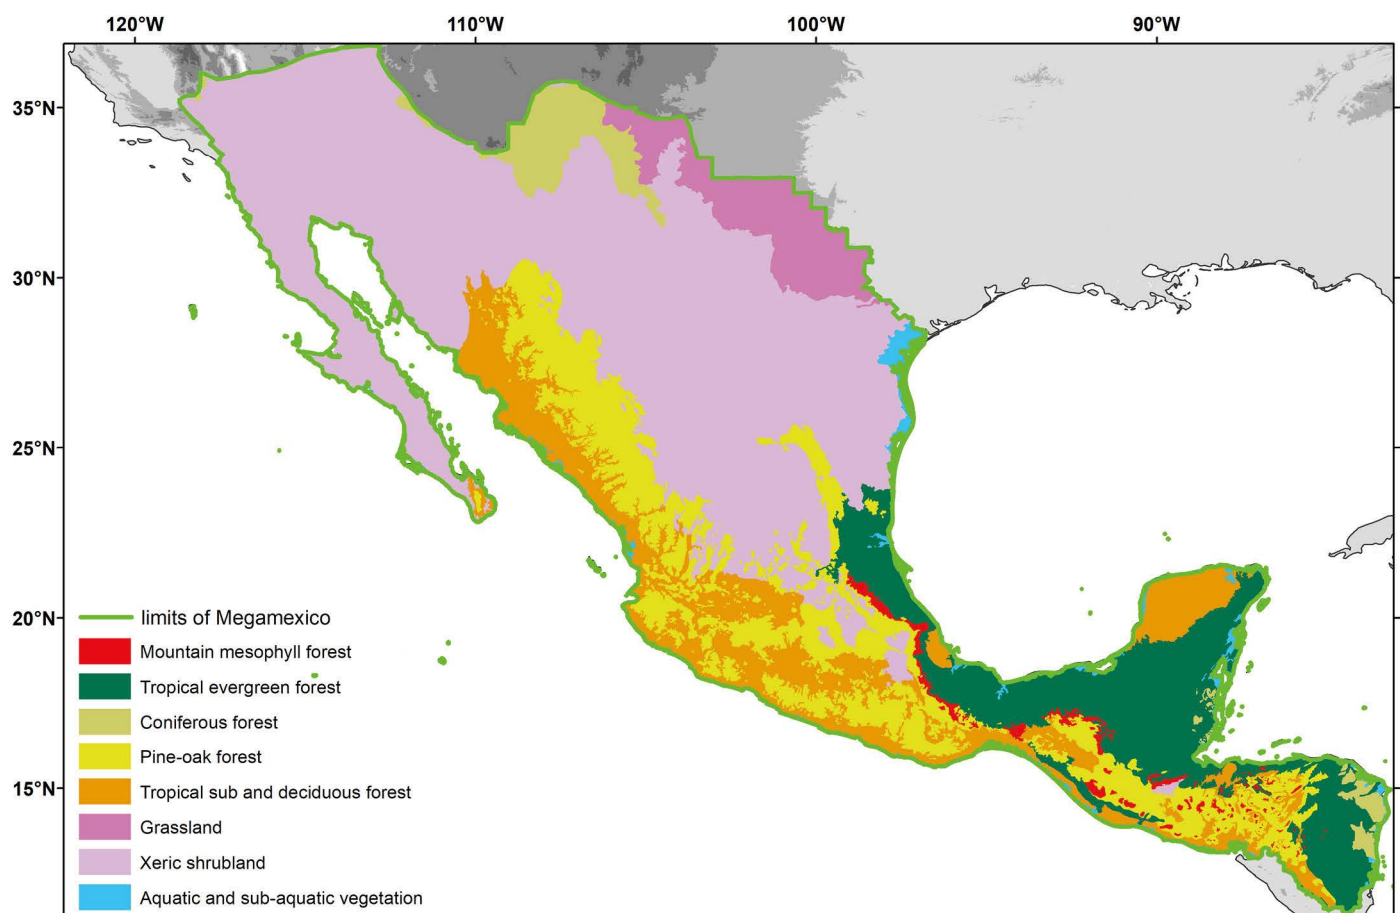 120°W 110°W 100°W 90°W
35°N
30°N
25°N
20°N
15°N
limits of Megamexico
Mountain mesophyll forest
Tropical evergreen forest
Coniferous forest
Pine-oak forest
Tropical sub and deciduous forest
Grassland
Xeric shrubland
Aquatic and sub-aquatic vegetation